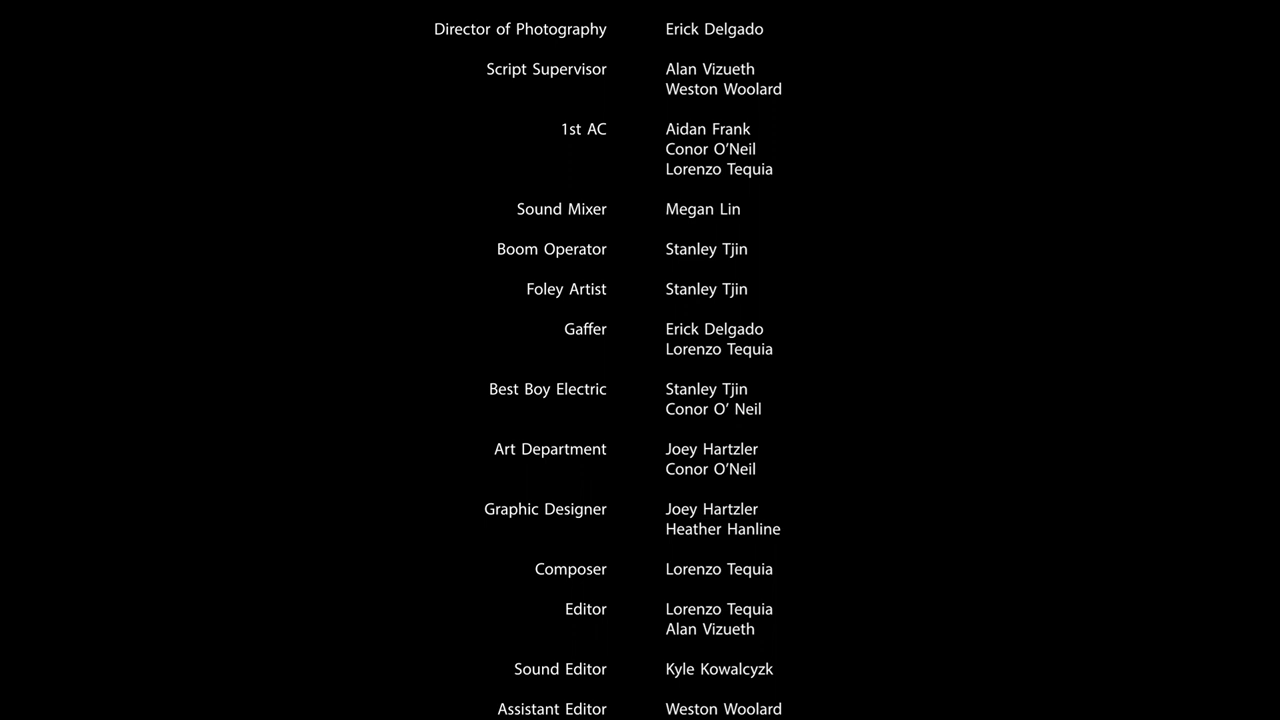 Director of Photography Erick Delgado
Script Supervisor Alan Vizueth
Weston Woolard
1st AC Aidan Frank
Conor O’Neil
Lorenzo Tequia
Sound Mixer Megan Lin
Boom Operator Stanley Tjin
Foley Artist Stanley Tjin
Gaffer Erick Delgado
Lorenzo Tequia
Best Boy Electric Stanley Tjin
Conor O’ Neil
Art Department Joey Hartzler
Conor O’Neil
Graphic Designer Joey Hartzler
Heather Hanline
Composer Lorenzo Tequia
Editor Lorenzo Tequia
Alan Vizueth
Sound Editor Kyle Kowalcyzk
Assistant Editor Weston Woolard